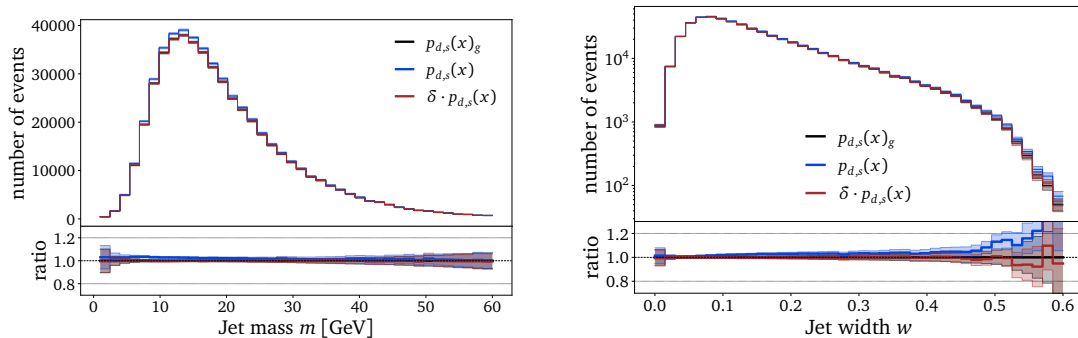 number of events
40000
30000
20000
10000
0
p_{d,s}(x)_g
p_{d,s}(x)
δ · p_{d,s}(x)
ratio
1.2
1.0
0.8
0 10 20 30 40 50 60
Jet mass m [GeV]
number of events
10^4
10^3
10^2
p_{d,s}(x)_g
p_{d,s}(x)
δ · p_{d,s}(x)
ratio
1.2
1.0
0.8
0.0 0.1 0.2 0.3 0.4 0.5 0.6
Jet width w